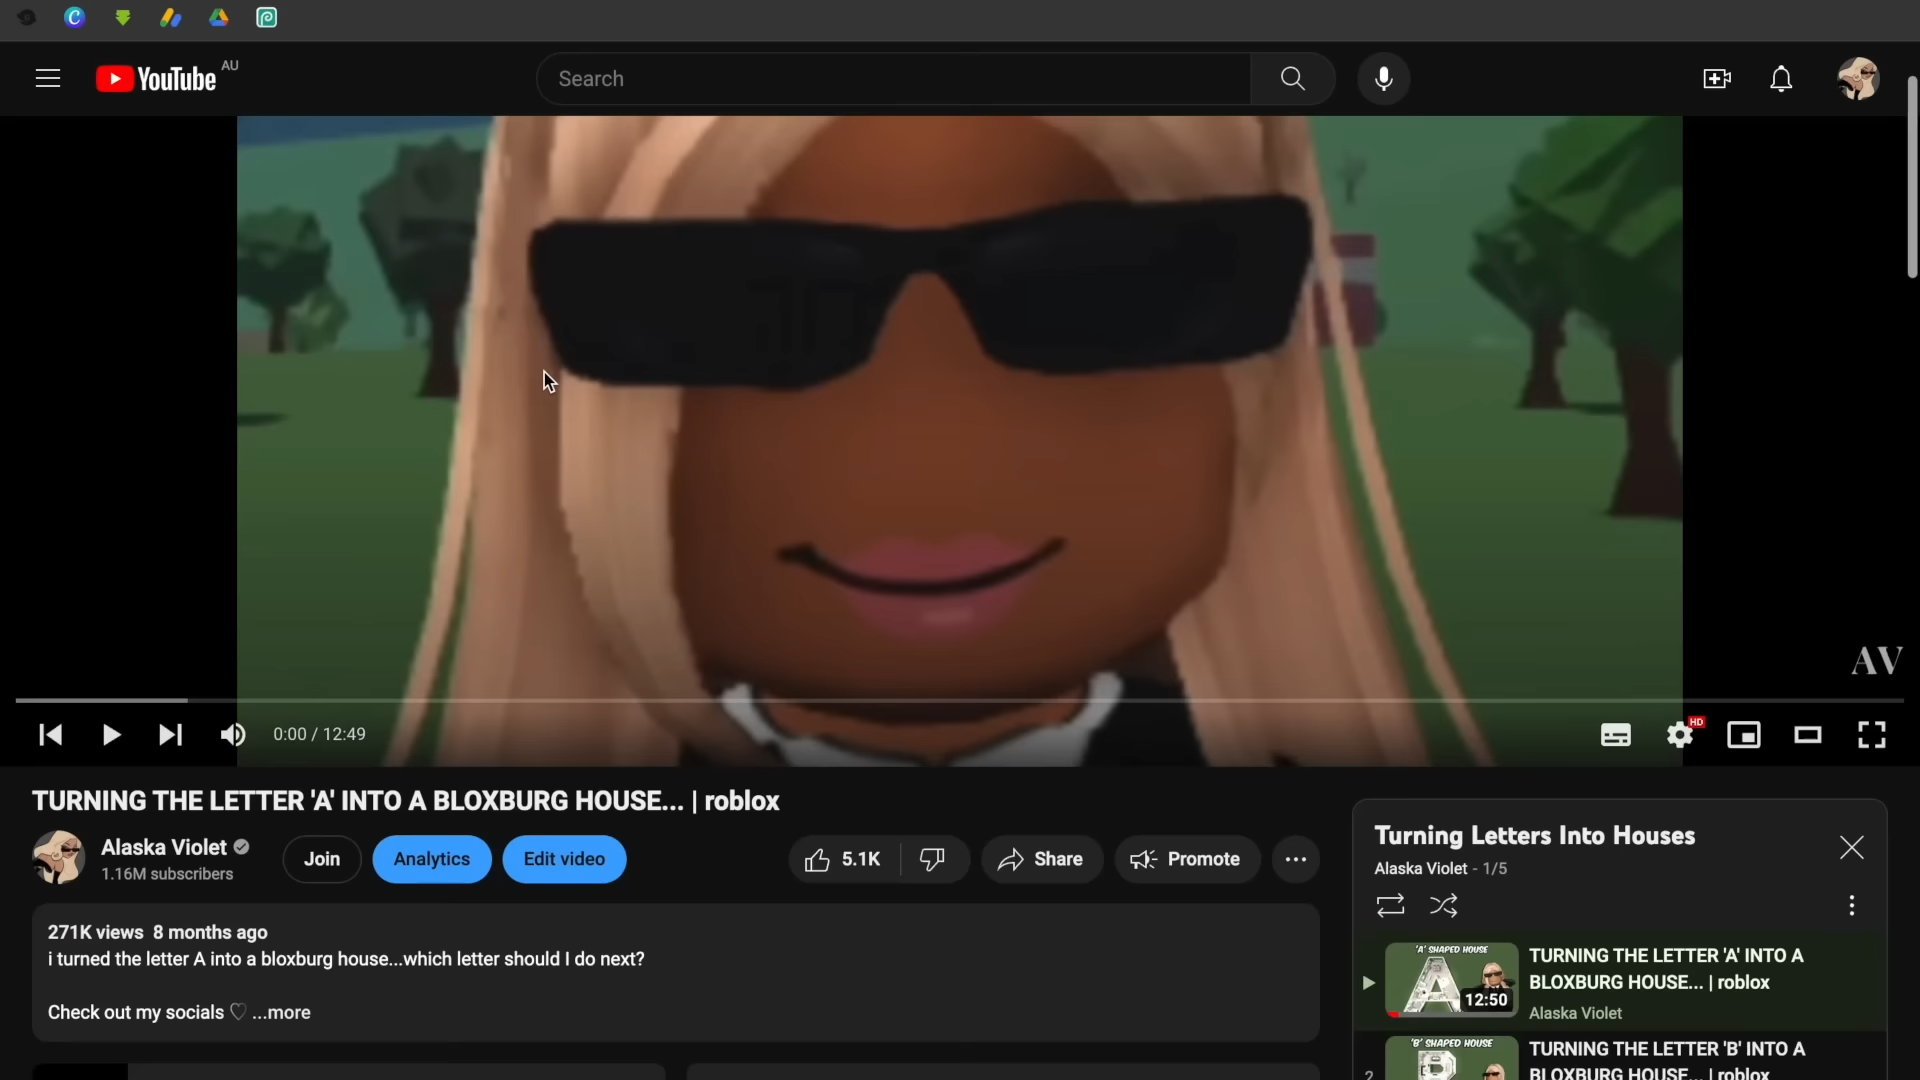 YouTube AU
Search
AV
0:00 / 12:49
HD
TURNING THE LETTER 'A' INTO A BLOXBURG HOUSE... | roblox
Alaska Violet
1.16M subscribers
Join
Analytics
Edit video
5.1K
Share
Promote
271K views 8 months ago
i turned the letter A into a bloxburg house...which letter should I do next?
Check out my socials ♡ ...more
Turning Letters Into Houses
Alaska Violet - 1/5
'A' SHAPED HOUSE
A
12:50
TURNING THE LETTER 'A' INTO A
BLOXBURG HOUSE... | roblox
Alaska Violet
2
'B' SHAPED HOUSE
B
TURNING THE LETTER 'B' INTO A
BLOXBURG HOUSE... | roblox